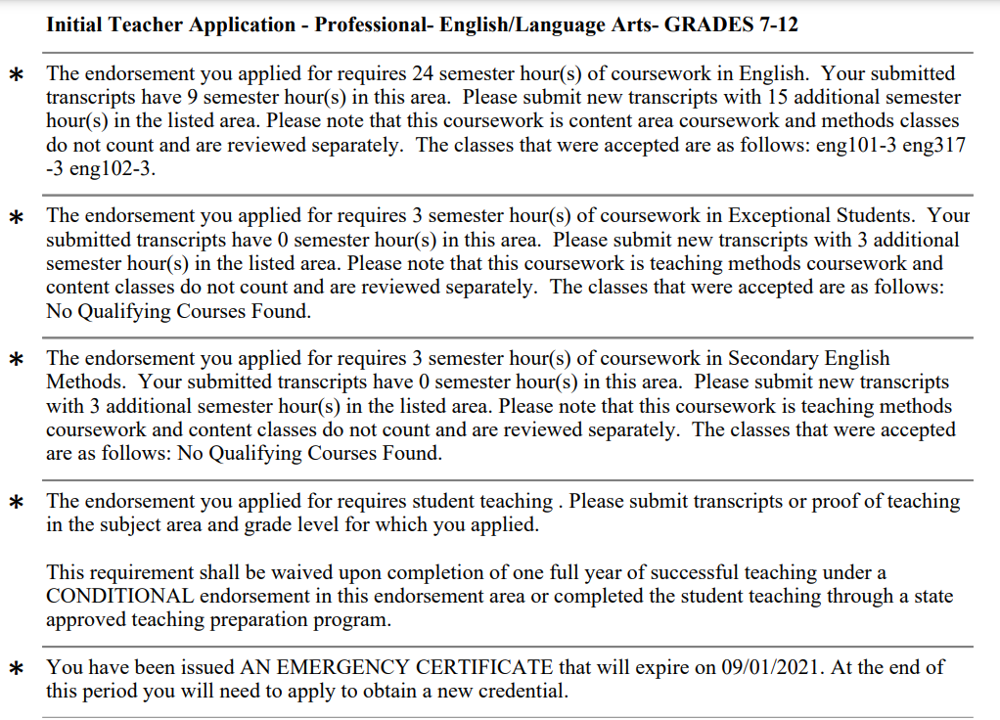 Initial Teacher Application - Professional- English/Language Arts- GRADES 7-12
* The endorsement you applied for requires 24 semester hour(s) of coursework in English.  Your submitted
transcripts have 9 semester hour(s) in this area.  Please submit new transcripts with 15 additional semester
hour(s) in the listed area. Please note that this coursework is content area coursework and methods classes
do not count and are reviewed separately.  The classes that were accepted are as follows: eng101-3 eng317
-3 eng102-3.
* The endorsement you applied for requires 3 semester hour(s) of coursework in Exceptional Students.  Your
submitted transcripts have 0 semester hour(s) in this area.  Please submit new transcripts with 3 additional
semester hour(s) in the listed area. Please note that this coursework is teaching methods coursework and
content classes do not count and are reviewed separately.  The classes that were accepted are as follows:
No Qualifying Courses Found.
* The endorsement you applied for requires 3 semester hour(s) of coursework in Secondary English
Methods.  Your submitted transcripts have 0 semester hour(s) in this area.  Please submit new transcripts
with 3 additional semester hour(s) in the listed area. Please note that this coursework is teaching methods
coursework and content classes do not count and are reviewed separately.  The classes that were accepted
are as follows: No Qualifying Courses Found.
* The endorsement you applied for requires student teaching . Please submit transcripts or proof of teaching
in the subject area and grade level for which you applied.
This requirement shall be waived upon completion of one full year of successful teaching under a
CONDITIONAL endorsement in this endorsement area or completed the student teaching through a state
approved teaching preparation program.
* You have been issued AN EMERGENCY CERTIFICATE that will expire on 09/01/2021. At the end of
this period you will need to apply to obtain a new credential.